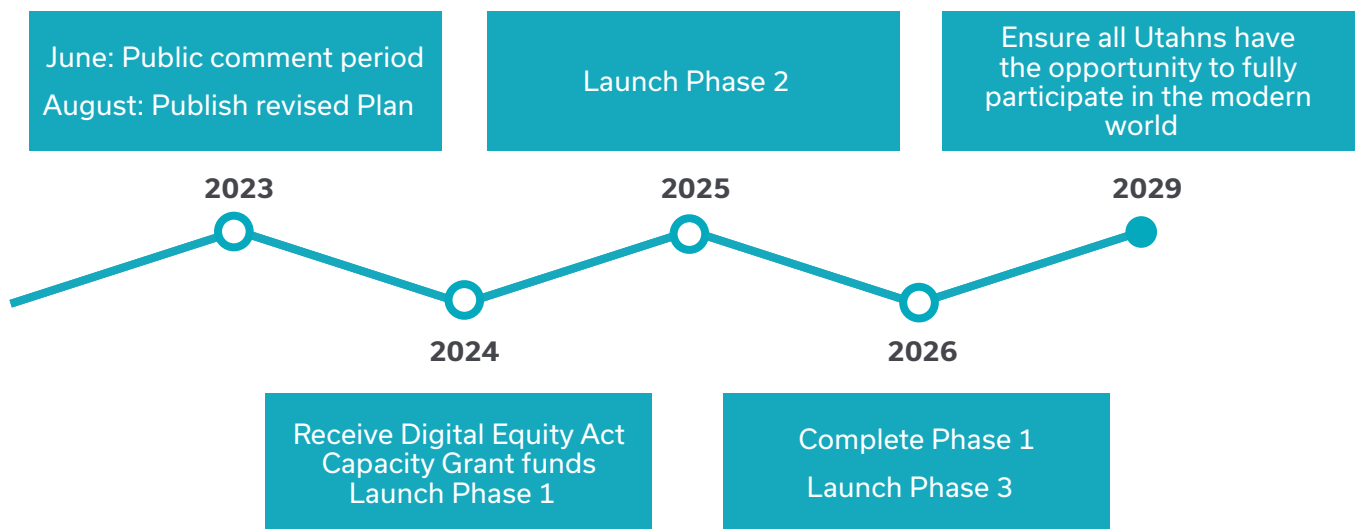 June: Public comment period
August: Publish revised Plan
Launch Phase 2
Ensure all Utahns have
the opportunity to fully
participate in the modern
world
2023
2025
2029
2024
2026
Receive Digital Equity Act
Capacity Grant funds
Launch Phase 1
Complete Phase 1
Launch Phase 3